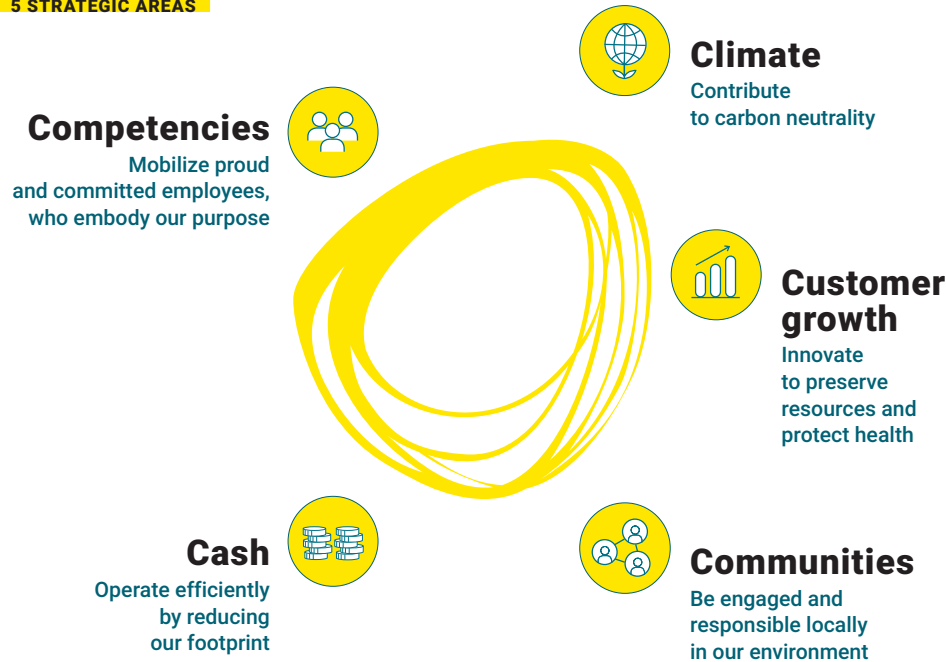 5 STRATEGIC AREAS
Climate
Contribute
to carbon neutrality
Competencies
Mobilize proud
and committed employees,
who embody our purpose
Customer
growth
Innovate
to preserve
resources and
protect health
Cash
Operate efficiently
by reducing
our footprint
Communities
Be engaged and
responsible locally
in our environment